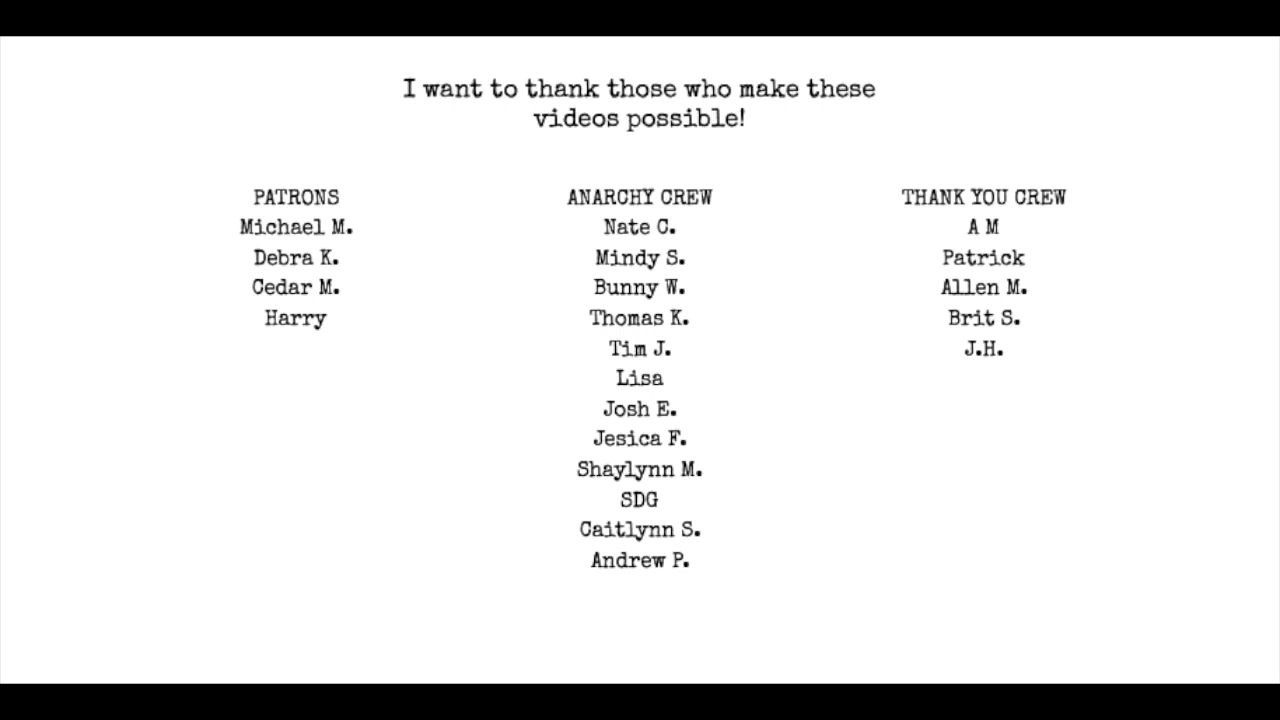 I want to thank those who make these
videos possible!
PATRONS
Michael M.
Debra K.
Cedar M.
Harry
ANARCHY CREW
Nate C.
Mindy S.
Bunny W.
Thomas K.
Tim J.
Lisa
Josh E.
Jesica F.
Shaylynn M.
SDG
Caitlynn S.
Andrew P.
THANK YOU CREW
A M
Patrick
Allen M.
Brit S.
J.H.